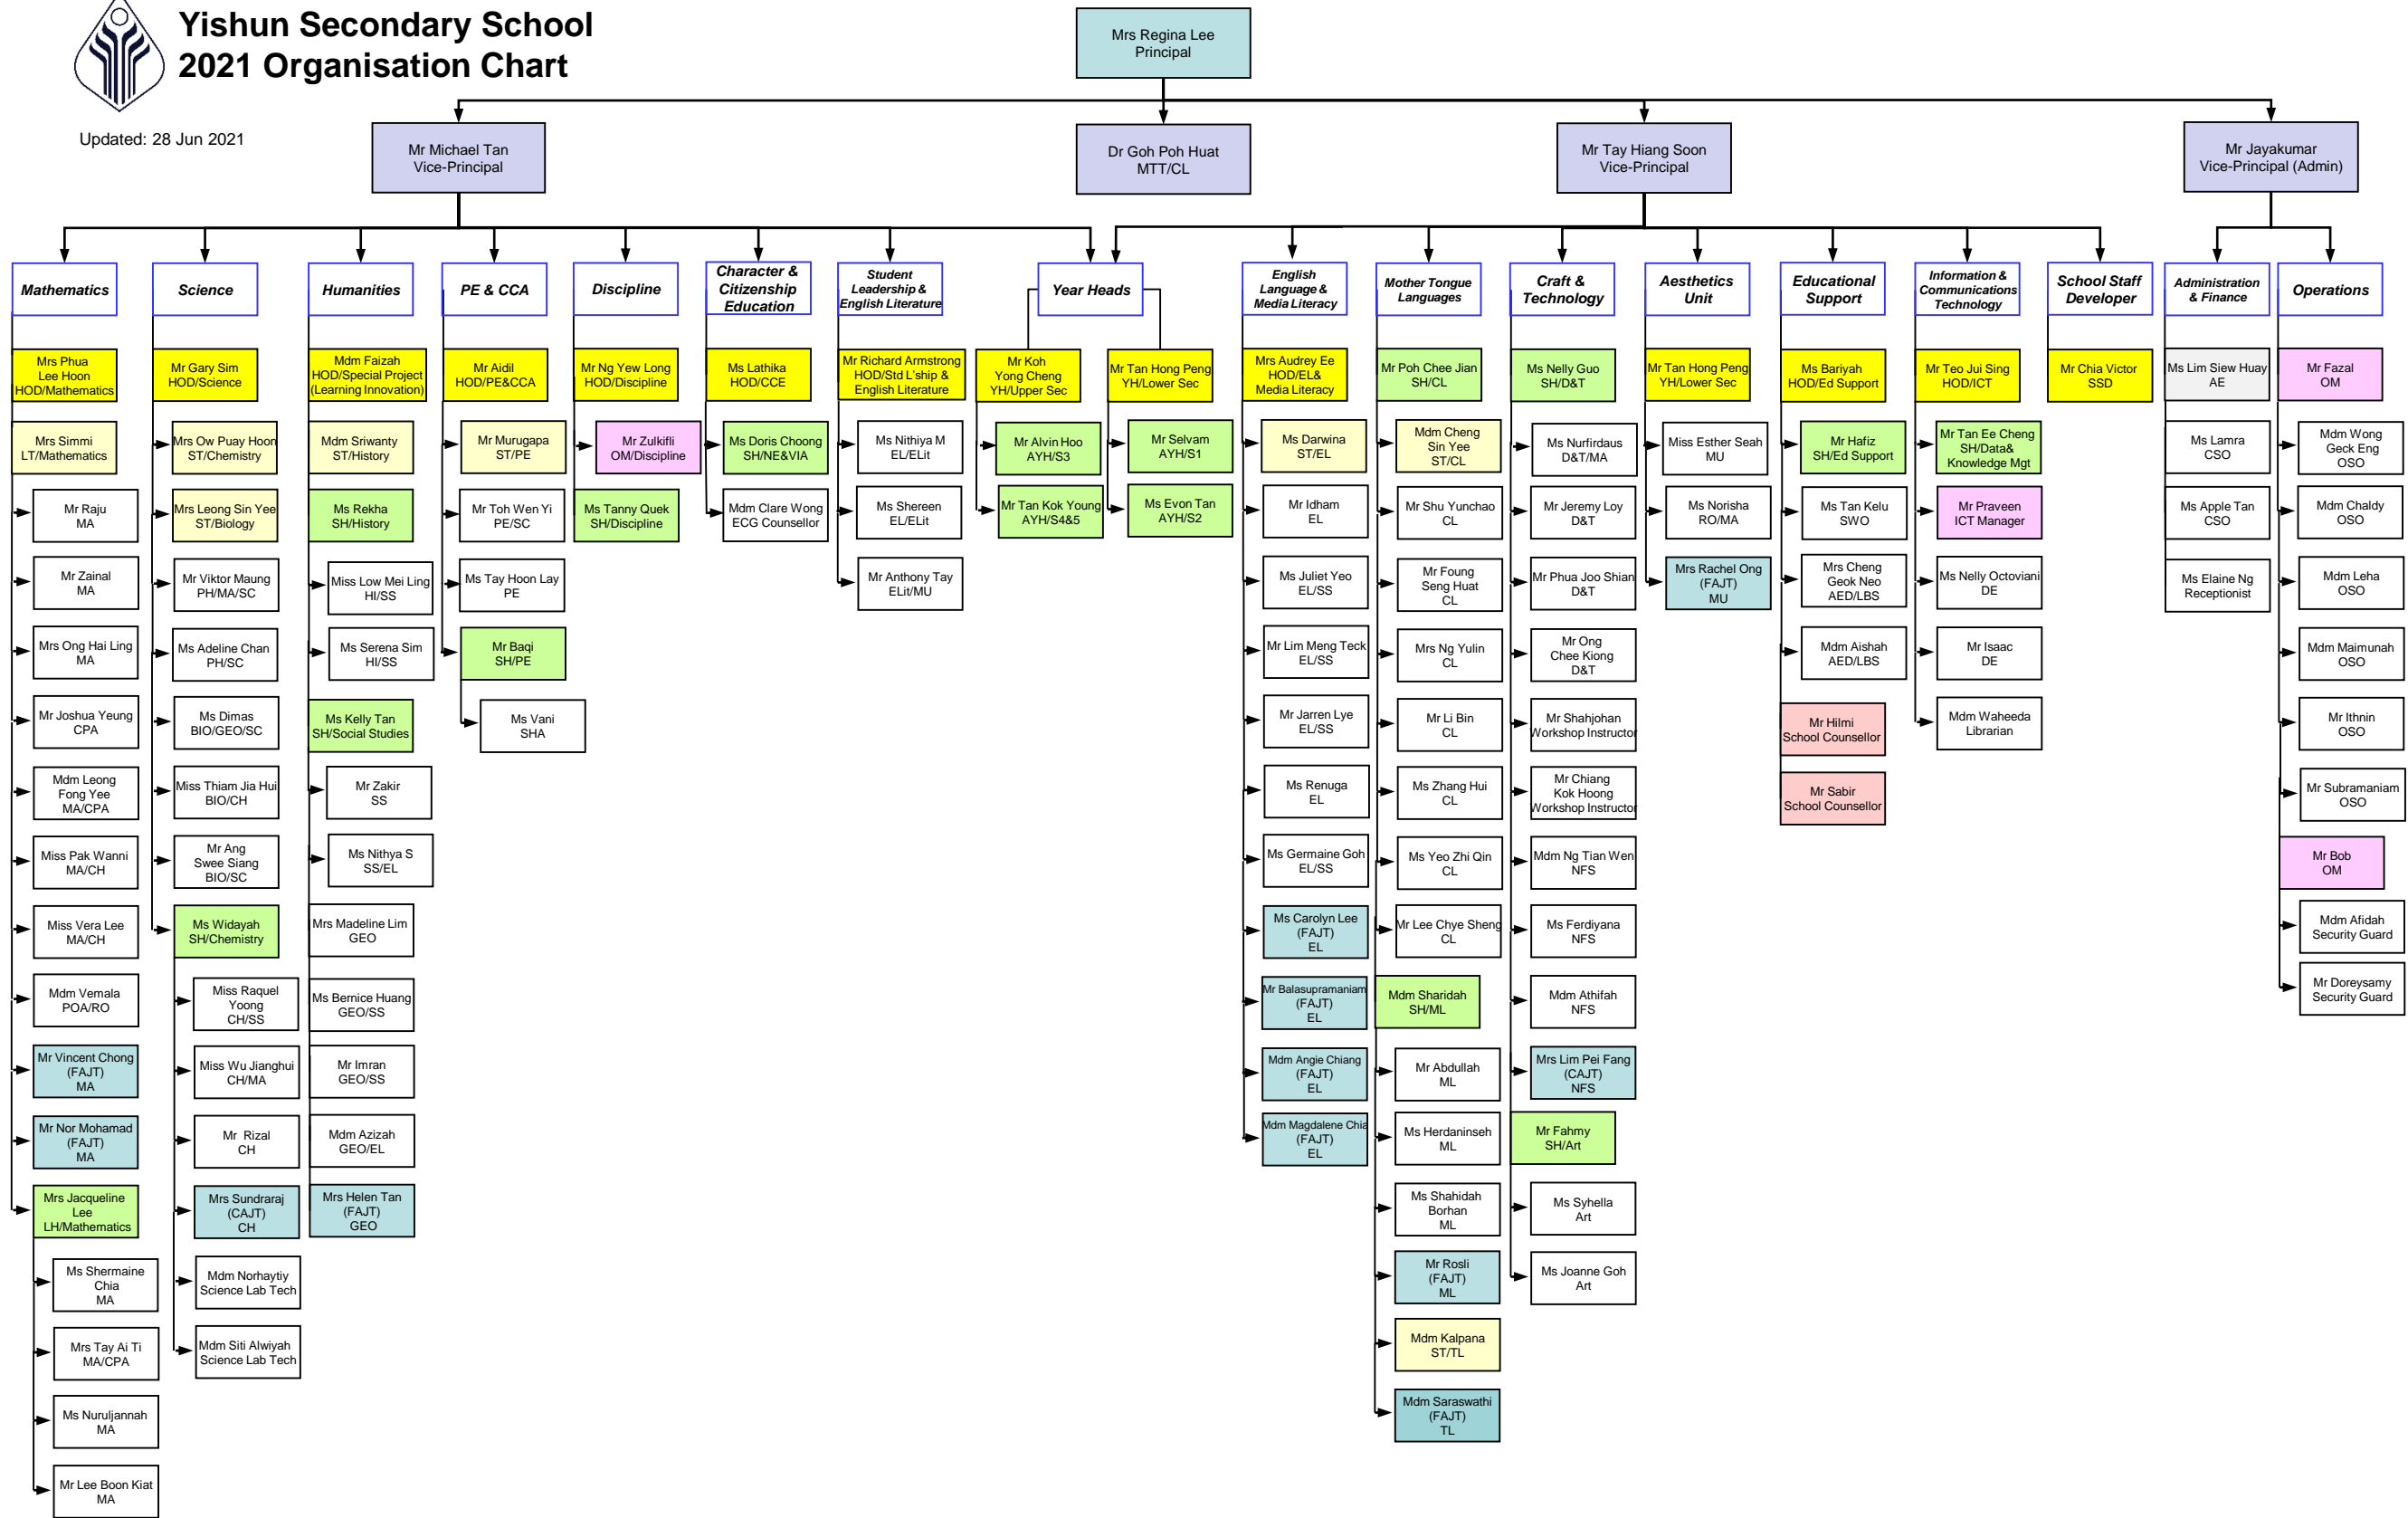 Yishun Secondary School
2021 Organisation Chart
Updated: 28 Jun 2021
Mrs Regina Lee
Principal
Mr Michael Tan
Vice-Principal
Dr Goh Poh Huat
MTT/CL
Mr Tay Hiang Soon
Vice-Principal
Mr Jayakumar
Vice-Principal (Admin)
Mathematics
Mrs Phua
Lee Hoon
HOD/Mathematics
Mrs Simmi
LT/Mathematics
Mr Raju
MA
Mr Zainal
MA
Mrs Ong Hai Ling
MA
Mr Joshua Yeung
CPA
Mdm Leong
Fong Yee
MA/CPA
Miss Pak Wanni
MA/CH
Miss Vera Lee
MA/CH
Mdm Vemala
POA/RO
Mr Vincent Chong
(FAJT)
MA
Mr Nor Mohamad
(FAJT)
MA
Mrs Jacqueline
Lee
LH/Mathematics
Ms Shermaine
Chia
MA
Mrs Tay Ai Ti
MA/CPA
Ms Nuruljannah
MA
Mr Lee Boon Kiat
MA
Science
Mr Gary Sim
HOD/Science
Mrs Ow Puay Hoon
ST/Chemistry
Mrs Leong Sin Yee
ST/Biology
Mr Viktor Maung
PH/MA/SC
Ms Adeline Chan
PH/SC
Ms Dimas
BIO/GEO/SC
Miss Thiam Jia Hui
BIO/CH
Mr Ang
Swee Siang
BIO/SC
Ms Widayah
SH/Chemistry
Miss Raquel
Yoong
CH/SS
Miss Wu Jianghui
CH/MA
Mr Rizal
CH
Mrs Sundraraj
(CAJT)
CH
Mdm Norhaytiy
Science Lab Tech
Mdm Siti Alwiyah
Science Lab Tech
Humanities
Mdm Faizah
HOD/Special Project
(Learning Innovation)
Mdm Sriwanty
ST/History
Ms Rekha
SH/History
Miss Low Mei Ling
HI/SS
Ms Serena Sim
HI/SS
Ms Kelly Tan
SH/Social Studies
Mr Zakir
SS
Ms Nithya S
SS/EL
Mrs Madeline Lim
GEO
Ms Bernice Huang
GEO/SS
Mr Imran
GEO/SS
Mdm Azizah
GEO/EL
Mrs Helen Tan
(FAJT)
GEO
PE & CCA
Mr Aidil
HOD/PE&CCA
Mr Murugapa
ST/PE
Mr Toh Wen Yi
PE/SC
Ms Tay Hoon Lay
PE
Mr Baqi
SH/PE
Ms Vani
SHA
Discipline
Mr Ng Yew Long
HOD/Discipline
Mr Zulkifli
OM/Discipline
Ms Tanny Quek
SH/Discipline
Character &
Citizenship
Education
Ms Lathika
HOD/CCE
Ms Doris Choong
SH/NE&VIA
Mdm Clare Wong
ECG Counsellor
Student
Leadership &
English Literature
Mr Richard Armstrong
HOD/Std L'ship &
English Literature
Ms Nithiya M
EL/ELit
Ms Shereen
EL/ELit
Mr Anthony Tay
ELit/MU
Year Heads
Mr Koh
Yong Cheng
YH/Upper Sec
Mr Alvin Hoo
AYH/S3
Mr Tan Kok Young
AYH/S4&5
Mr Tan Hong Peng
YH/Lower Sec
Mr Selvam
AYH/S1
Ms Evon Tan
AYH/S2
English
Language &
Media Literacy
Mrs Audrey Ee
HOD/EL&
Media Literacy
Ms Darwina
ST/EL
Mr Idham
EL
Ms Juliet Yeo
EL/SS
Mr Lim Meng Teck
EL/SS
Mr Jarren Lye
EL/SS
Ms Renuga
EL
Ms Germaine Goh
EL/SS
Ms Carolyn Lee
(FAJT)
EL
Mr Balasupramaniam
(FAJT)
EL
Mdm Angie Chiang
(FAJT)
EL
Mdm Magdalene Chia
(FAJT)
EL
Mother Tongue
Languages
Mr Poh Chee Jian
SH/CL
Mdm Cheng
Sin Yee
ST/CL
Mr Shu Yunchao
CL
Mr Foung
Seng Huat
CL
Mrs Ng Yulin
CL
Mr Li Bin
CL
Ms Zhang Hui
CL
Ms Yeo Zhi Qin
CL
Mr Lee Chye Sheng
CL
Mdm Sharidah
SH/ML
Mr Abdullah
ML
Ms Herdaninseh
ML
Ms Shahidah
Borhan
ML
Mr Rosli
(FAJT)
ML
Mdm Kalpana
ST/TL
Mdm Saraswathi
(FAJT)
TL
Craft &
Technology
Ms Nelly Guo
SH/D&T
Ms Nurfirdaus
D&T/MA
Mr Jeremy Loy
D&T
Mr Phua Joo Shian
D&T
Mr Ong
Chee Kiong
D&T
Mr Shahjohan
Workshop Instructor
Mr Chiang
Kok Hoong
Workshop Instructor
Mdm Ng Tian Wen
NFS
Ms Ferdiyana
NFS
Mdm Athifah
NFS
Mrs Lim Pei Fang
(CAJT)
NFS
Mr Fahmy
SH/Art
Ms Syhella
Art
Ms Joanne Goh
Art
Aesthetics
Unit
Mr Tan Hong Peng
YH/Lower Sec
Miss Esther Seah
MU
Ms Norisha
RO/MA
Mrs Rachel Ong
(FAJT)
MU
Educational
Support
Ms Bariyah
HOD/Ed Support
Mr Hafiz
SH/Ed Support
Ms Tan Kelu
SWO
Mrs Cheng
Geok Neo
AED/LBS
Mdm Aishah
AED/LBS
Mr Hilmi
School Counsellor
Mr Sabir
School Counsellor
Information &
Communications
Technology
Mr Teo Jui Sing
HOD/ICT
Mr Tan Ee Cheng
SH/Data&
Knowledge Mgt
Mr Praveen
ICT Manager
Ms Nelly Octoviani
DE
Mr Isaac
DE
Mdm Waheeda
Librarian
School Staff
Developer
Mr Chia Victor
SSD
Administration
& Finance
Ms Lim Siew Huay
AE
Ms Lamra
CSO
Ms Apple Tan
CSO
Ms Elaine Ng
Receptionist
Operations
Mr Fazal
OM
Mdm Wong
Geck Eng
OSO
Mdm Chaldy
OSO
Mdm Leha
OSO
Mdm Maimunah
OSO
Mr Ithnin
OSO
Mr Subramaniam
OSO
Mr Bob
OM
Mdm Afidah
Security Guard
Mr Doreysamy
Security Guard